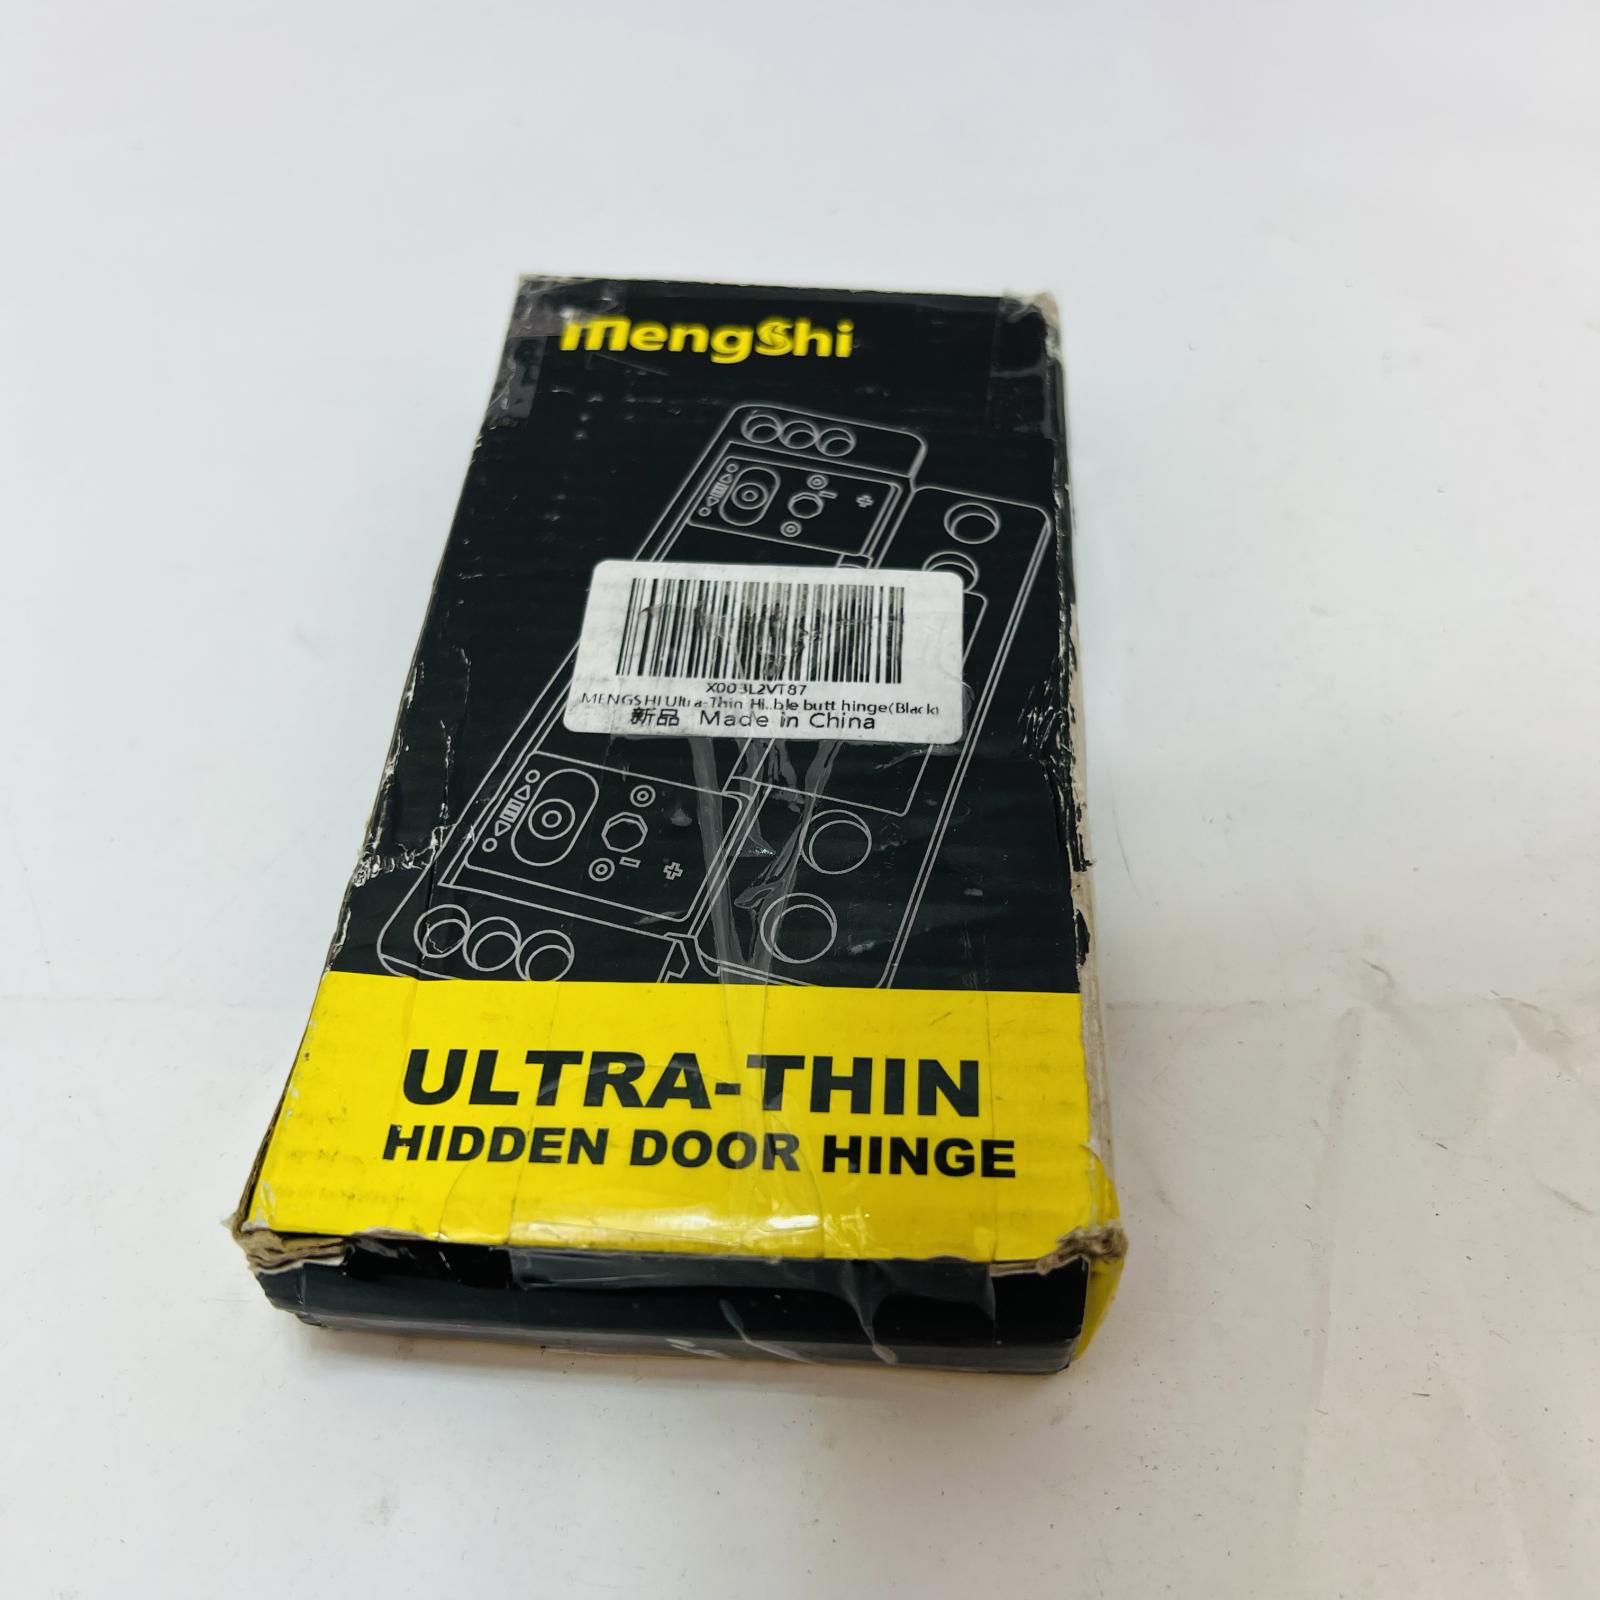 mengshi
X003L2VT87
MENGSHI Ultra-Thin Hi..ble butt hinge(Black)
新品 Made in China
ULTRA-THIN
HIDDEN DOOR HINGE